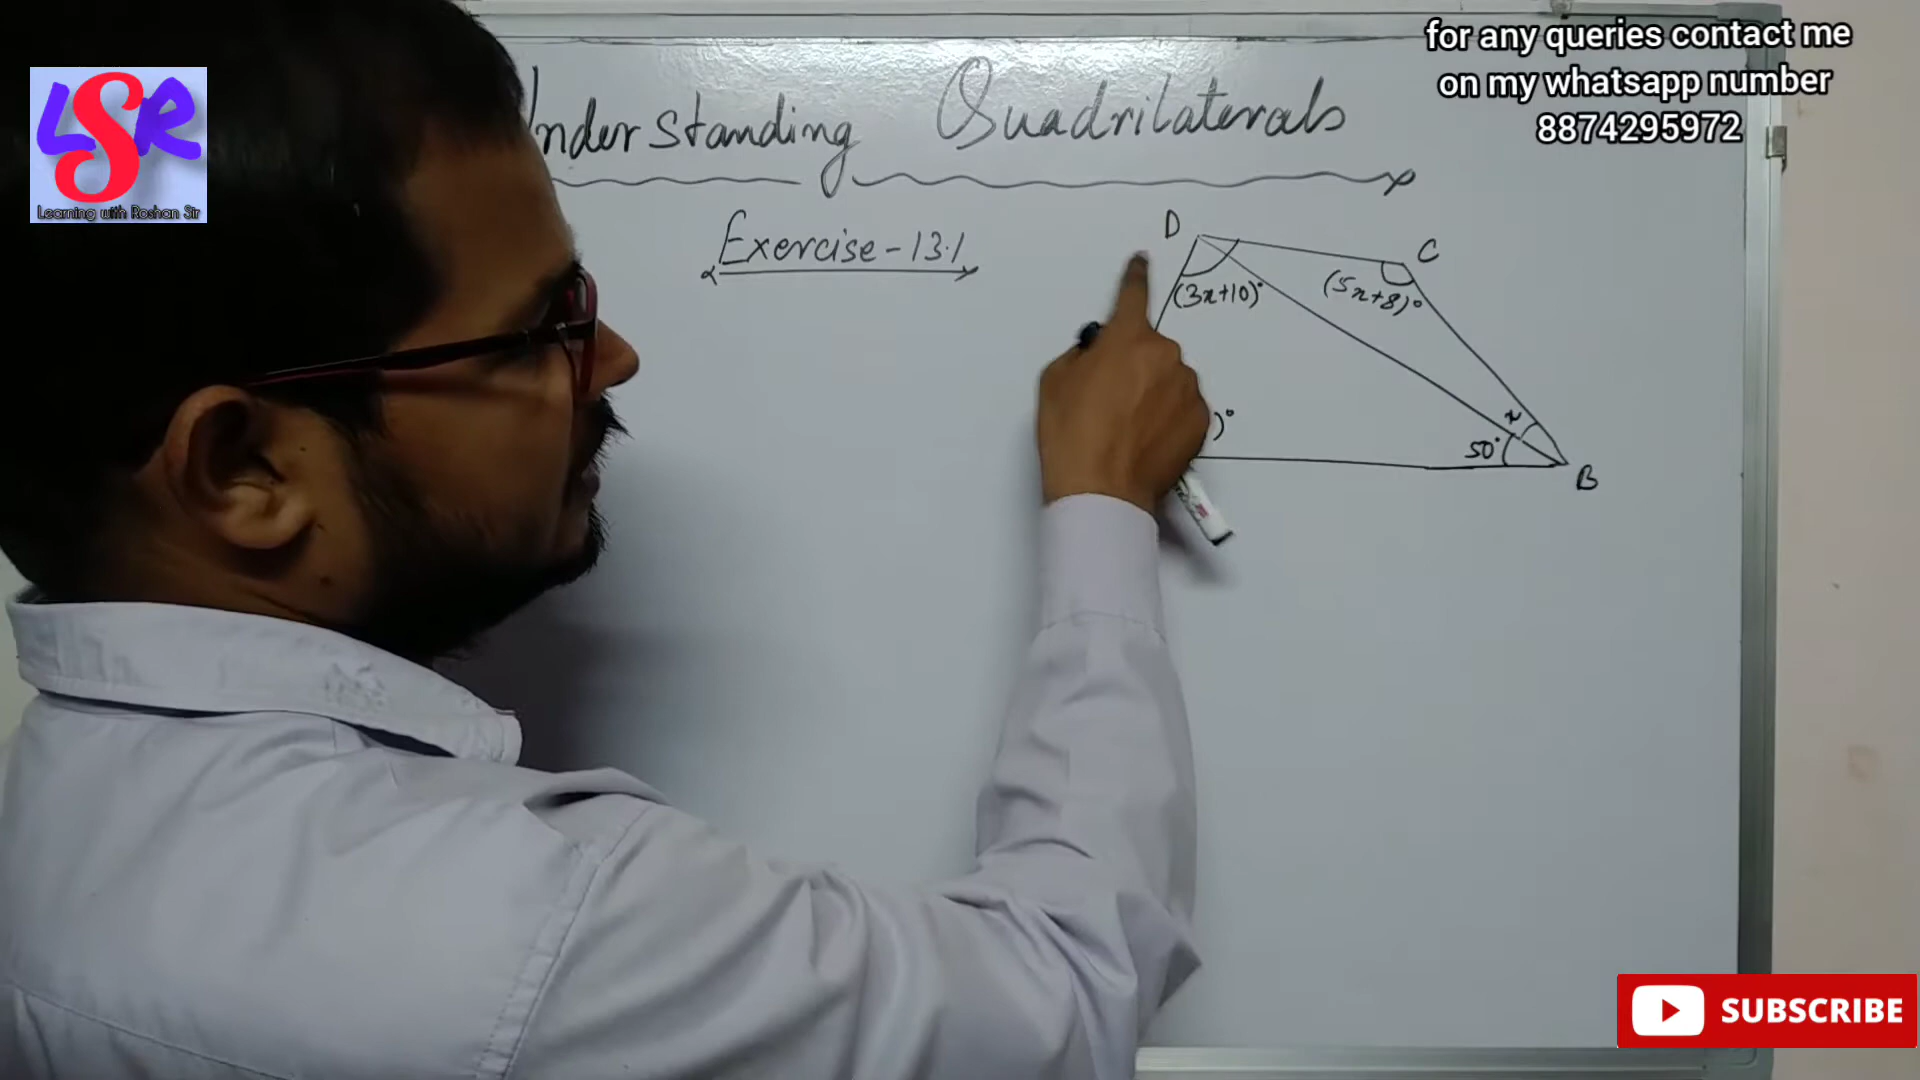 for any queries contact me
on my whatsapp number
8874295972
LSR
Learning with Roshan Sir
Understanding Quadrilaterals
Exercise-13.1
D
C
(3x+10)°
(5x+8)°
x
)°
50°
B
SUBSCRIBE